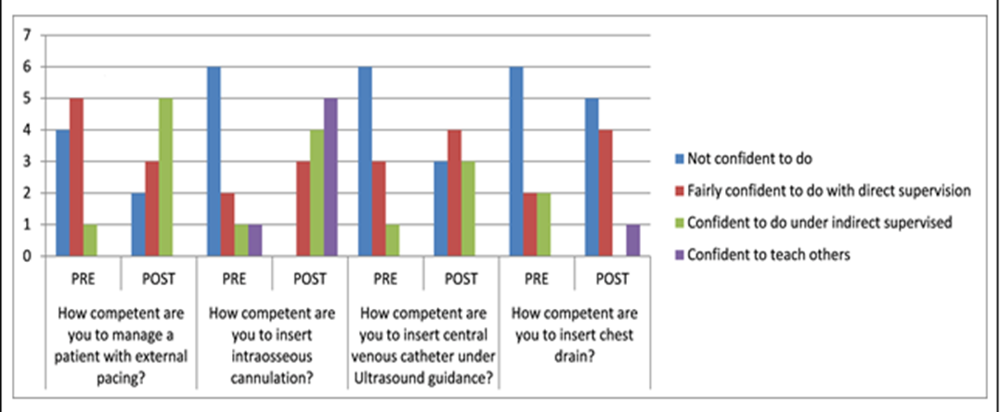 7
6
5
4
3
2
1
0
PRE
POST
PRE
POST
PRE
POST
PRE
POST
How competent are
you to manage a
patient with external
pacing?
How competent are
you to insert
intraosseous
cannulation?
How competent are
you to insert central
venous catheter under
Ultrasound guidance?
How competent are
you to insert chest
drain?
Not confident to do
Fairly confident to do with direct supervision
Confident to do under indirect supervised
Confident to teach others